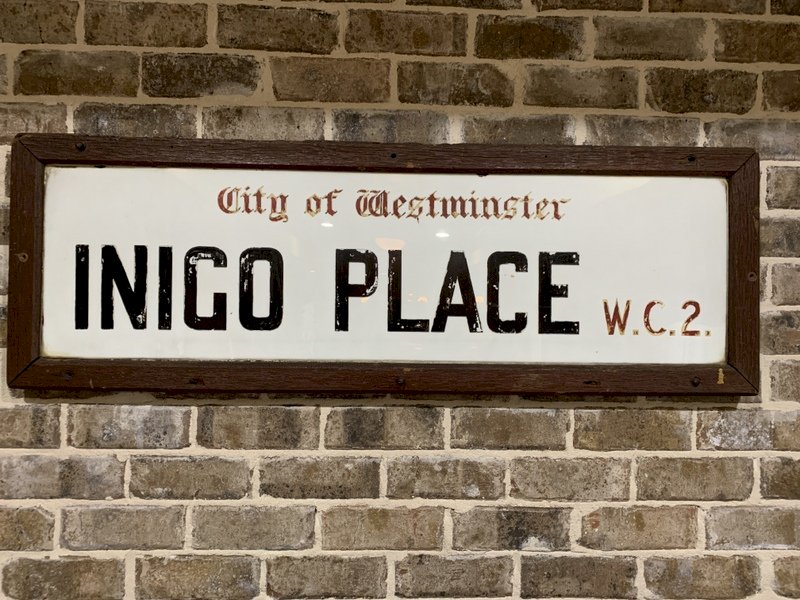 City of Westminster
INIGO PLACE W.C.2.